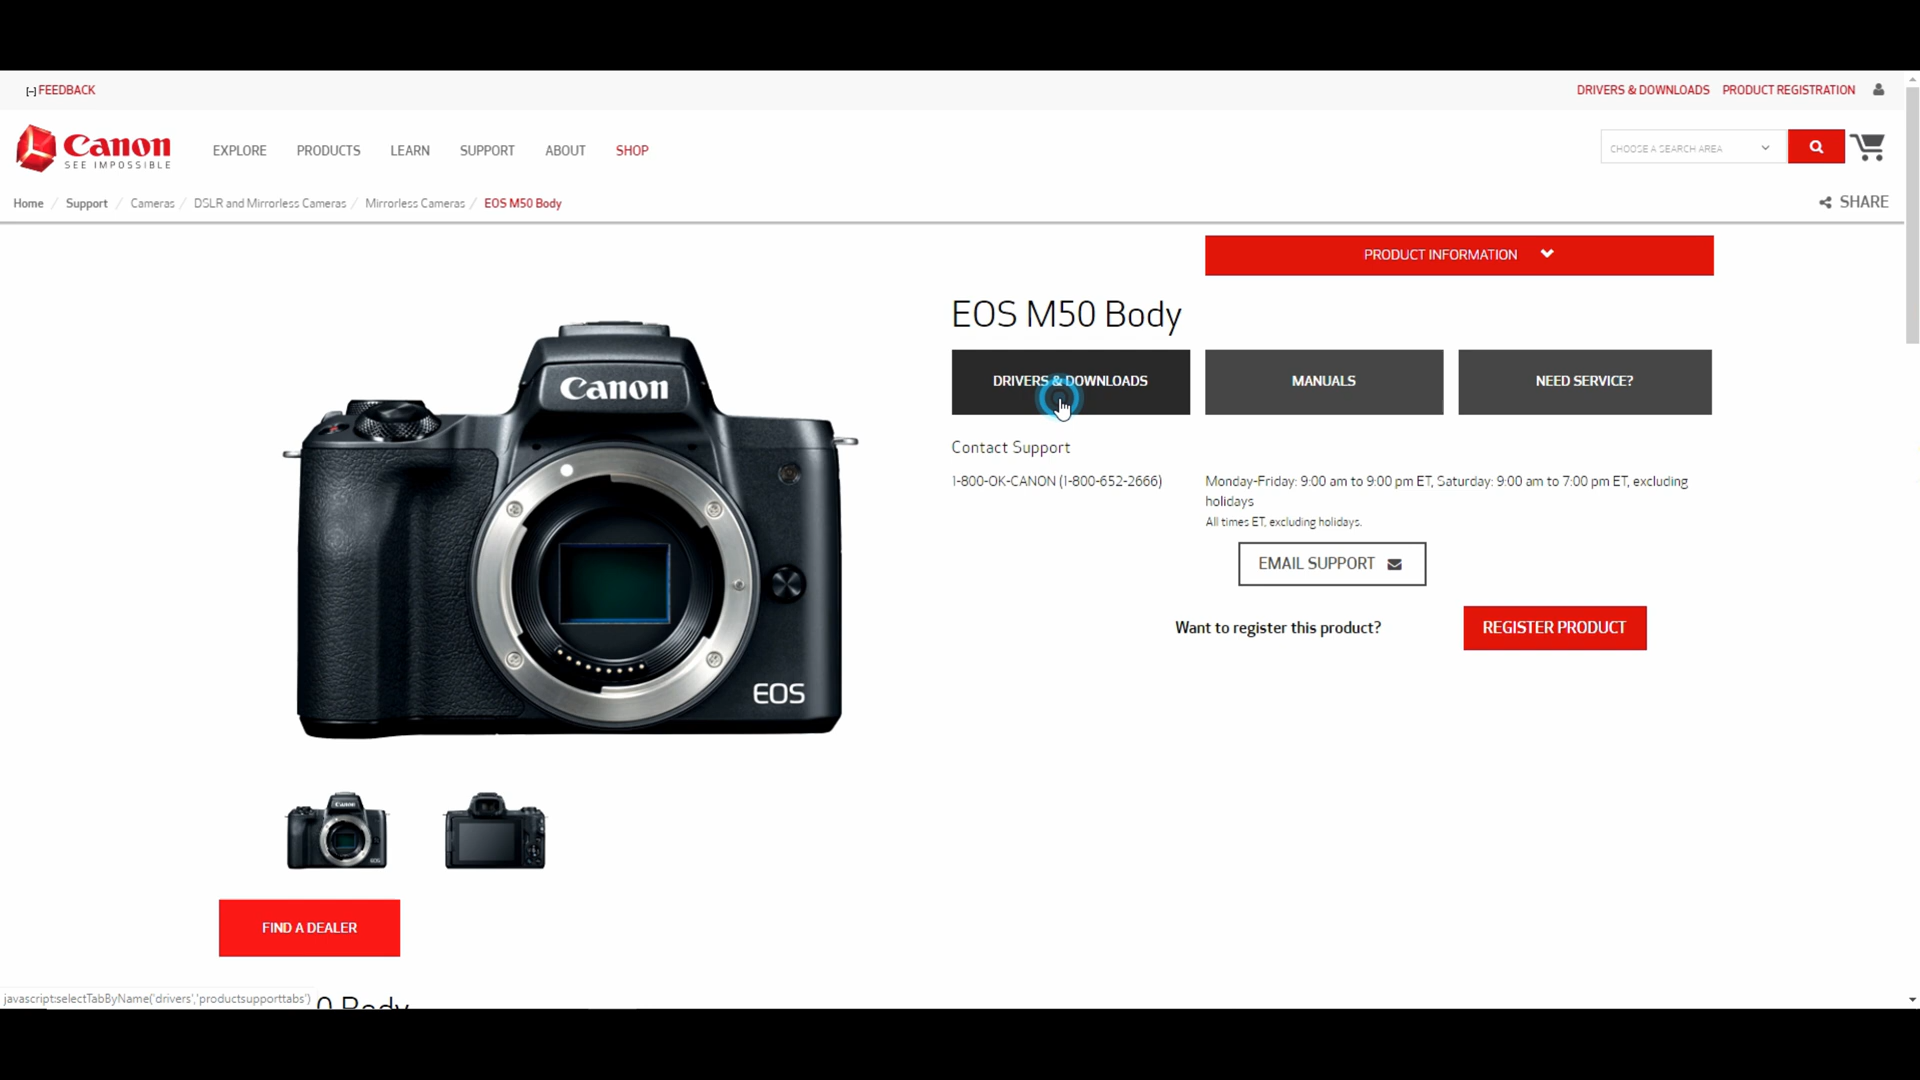 [-] FEEDBACK
DRIVERS & DOWNLOADS PRODUCT REGISTRATION
Canon
SEE IMPOSSIBLE
EXPLORE PRODUCTS LEARN SUPPORT ABOUT SHOP
CHOOSE A SEARCH AREA
Home / Support / Cameras / DSLR and Mirrorless Cameras / Mirrorless Cameras / EOS M50 Body
SHARE
PRODUCT INFORMATION
EOS M50 Body
DRIVERS & DOWNLOADS
MANUALS
NEED SERVICE?
Canon
EOS
Contact Support
1-800-OK-CANON (1-800-652-2666)
Monday-Friday: 9:00 am to 9:00 pm ET, Saturday: 9:00 am to 7:00 pm ET, excluding
holidays
All times ET, excluding holidays.
EMAIL SUPPORT
Want to register this product?
REGISTER PRODUCT
Canon
EOS
FIND A DEALER
javascript:selectTabByName('drivers','productsupporttabs')
0 Body